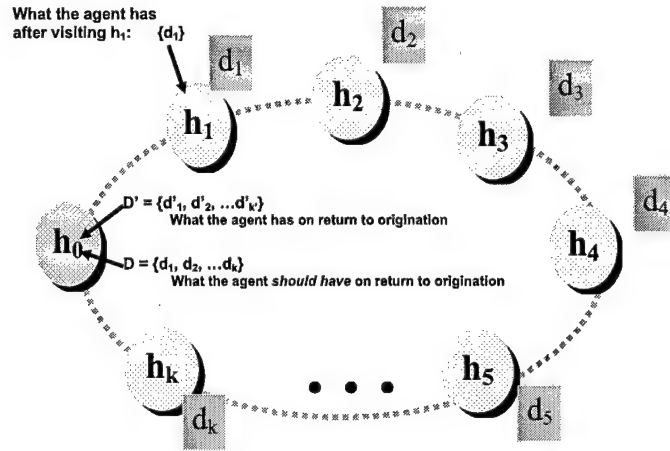 What the agent has
after visiting h₁: {d₁}
d₁
d₂
d₃
d₄
h₁
h₂
h₃
h₄
D' = {d'₁, d'₂, ...d'ₖ'}
What the agent has on return to origination
h₀
D = {d₁, d₂, ...dₖ}
What the agent should have on return to origination
hₖ
• • •
h₅
dₖ
d₅